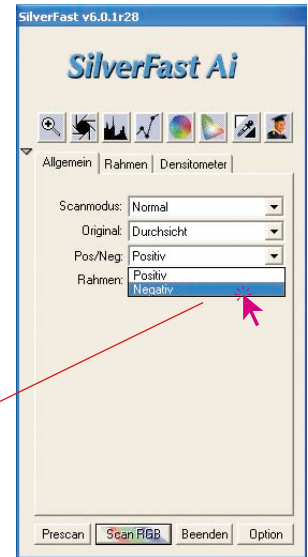 SilverFast v6.0.1r28
SilverFast Ai
Allgemein Rahmen Densitometer
Scanmodus: Normal
Original: Durchsicht
Pos/Neg: Positiv
Rahmen: Positiv
Negativ
Prescan Scan RGB Beenden Option